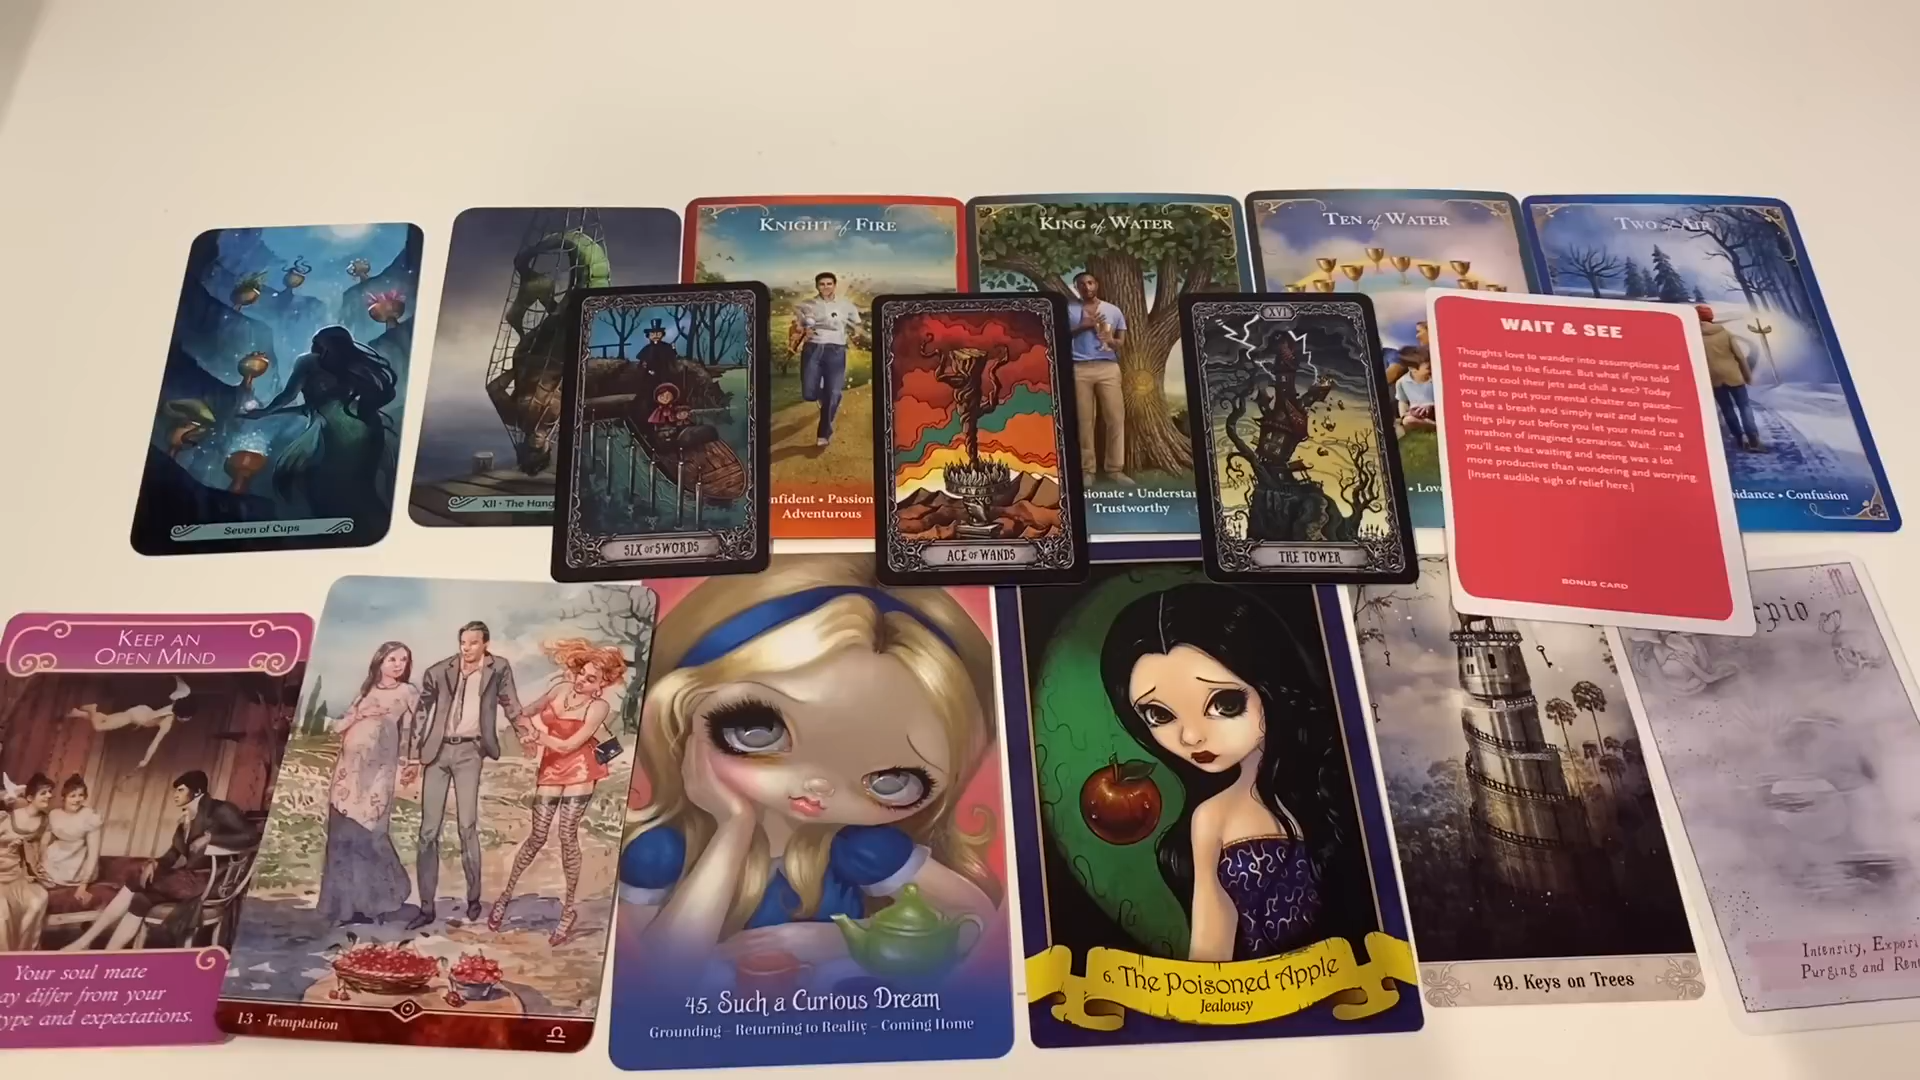 Seven of Cups
XII • The Hang
KNIGHT of FIRE
nfident • Passion
Adventurous
KING of WATER
sionate • Understan
Trustworthy
TEN of WATER
• Lov
TWO of AIR
oidance • Confusion
SIX OF SWORDS
ACE OF WANDS
XVI
THE TOWER
WAIT & SEE
Thoughts love to wander into assumptions and
race ahead to the future. But what if you told
them to cool their jets and chill a sec? Today
you get to put your mental chatter on pause—
to take a breath and simply wait and see how
things play out before you let your mind run a
marathon of imagined scenarios. Wait . . . and
you'll see that waiting and seeing was a lot
more productive than wondering and worrying.
[Insert audible sigh of relief here.]
BONUS CARD
KEEP AN
OPEN MIND
Your soul mate
ay differ from your
type and expectations.
13 • Temptation
45. Such a Curious Dream
Grounding – Returning to Reality – Coming Home
6. The Poisoned Apple
Jealousy
49. Keys on Trees
rpio
Intensity, Exposi
Purging and Ren